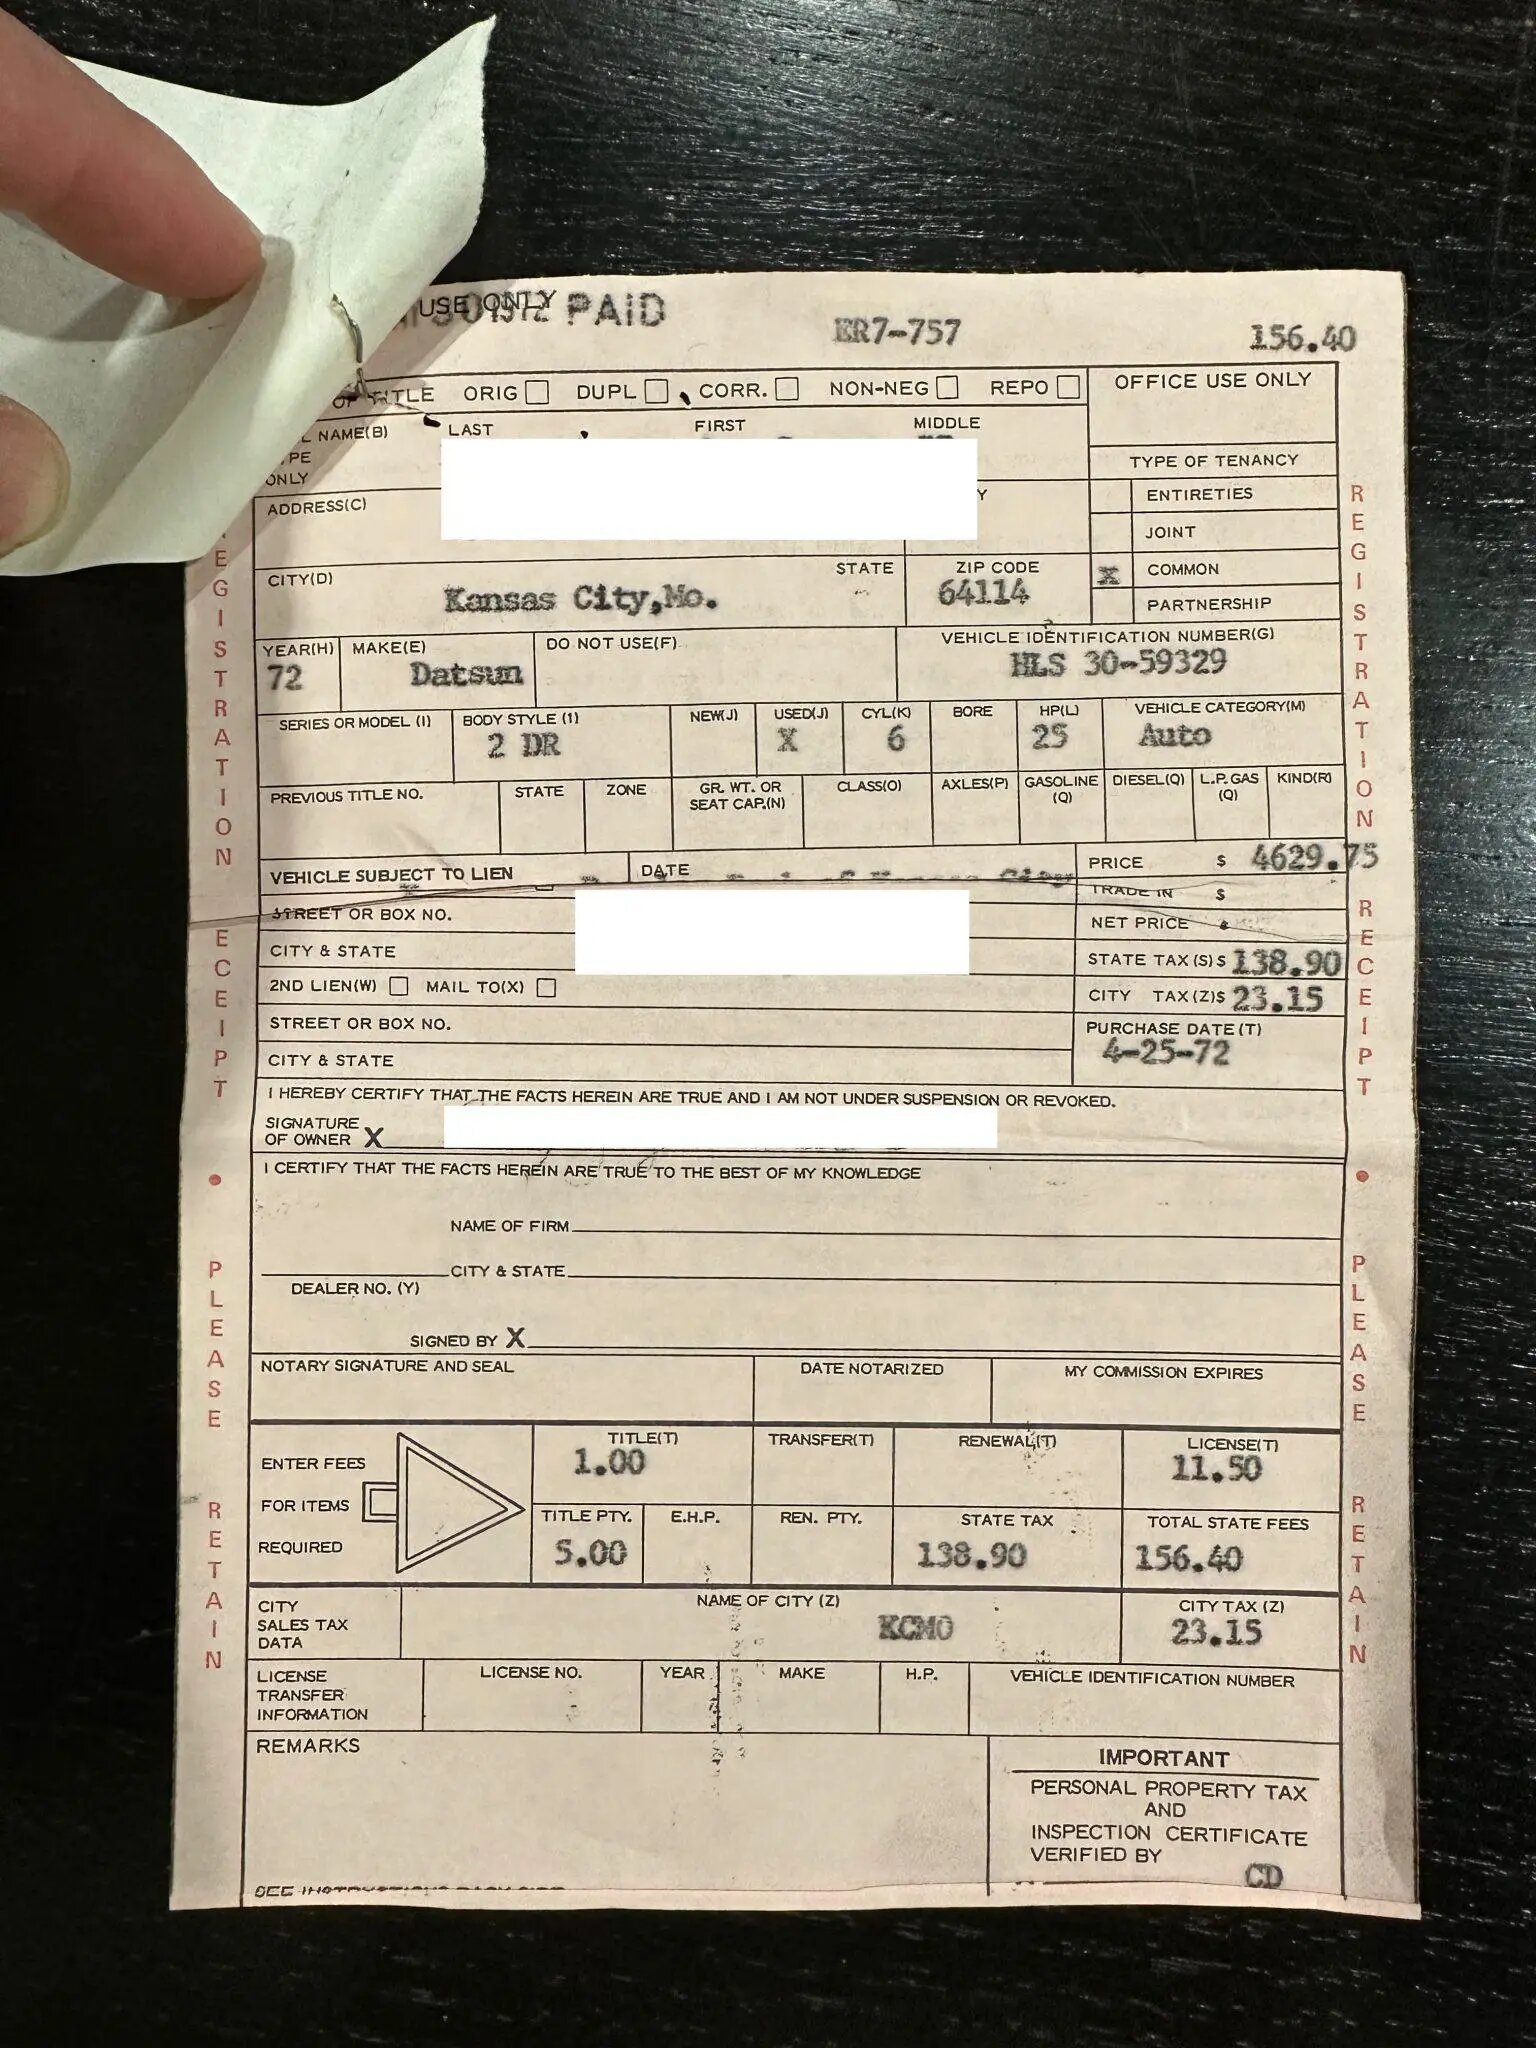 USE ONLY PAID ER7-757 156.40
TITLE ORIG DUPL CORR. NON-NEG REPO OFFICE USE ONLY
NAME(B) LAST FIRST MIDDLE
ONLY TYPE OF TENANCY
ADDRESS(C) ENTIRETIES
JOINT
CITY(D) STATE ZIP CODE X COMMON
Kansas City,Mo. 64114 PARTNERSHIP
YEAR(H) MAKE(E) DO NOT USE(F) VEHICLE IDENTIFICATION NUMBER(G)
72 Datsun HLS 30-59329
SERIES OR MODEL (I) BODY STYLE (1) NEW(J) USED(J) CYL(K) BORE HP(L) VEHICLE CATEGORY(M)
2 DR X 6 25 Auto
PREVIOUS TITLE NO. STATE ZONE GR. WT. OR SEAT CAP.(N) CLASS(O) AXLES(P) GASOLINE (Q) DIESEL(Q) L.P. GAS (Q) KIND(R)
VEHICLE SUBJECT TO LIEN DATE PRICE $ 4629.75
of Kansas City TRADE IN $
STREET OR BOX NO. NET PRICE
CITY & STATE STATE TAX (S) $ 138.90
2ND LIEN(W) MAIL TO(X) CITY TAX (Z)$ 23.15
STREET OR BOX NO. PURCHASE DATE (T)
CITY & STATE 4-25-72
I HEREBY CERTIFY THAT THE FACTS HEREIN ARE TRUE AND I AM NOT UNDER SUSPENSION OR REVOKED.
SIGNATURE
OF OWNER X
I CERTIFY THAT THE FACTS HEREIN ARE TRUE TO THE BEST OF MY KNOWLEDGE
NAME OF FIRM
CITY & STATE
DEALER NO. (Y)
SIGNED BY X
NOTARY SIGNATURE AND SEAL DATE NOTARIZED MY COMMISSION EXPIRES
TITLE(T) TRANSFER(T) RENEWAL(T) LICENSE(T)
ENTER FEES 1.00 11.50
FOR ITEMS TITLE PTY. E.H.P. REN. PTY. STATE TAX TOTAL STATE FEES
REQUIRED 5.00 138.90 156.40
CITY NAME OF CITY (Z) CITY TAX (Z)
SALES TAX KCMO 23.15
DATA
LICENSE LICENSE NO. YEAR MAKE H.P. VEHICLE IDENTIFICATION NUMBER
TRANSFER
INFORMATION
REMARKS IMPORTANT
PERSONAL PROPERTY TAX
AND
INSPECTION CERTIFICATE
VERIFIED BY
CD
REGISTRATION RECEIPT • PLEASE RETAIN
REGISTRATION RECEIPT • PLEASE RETAIN